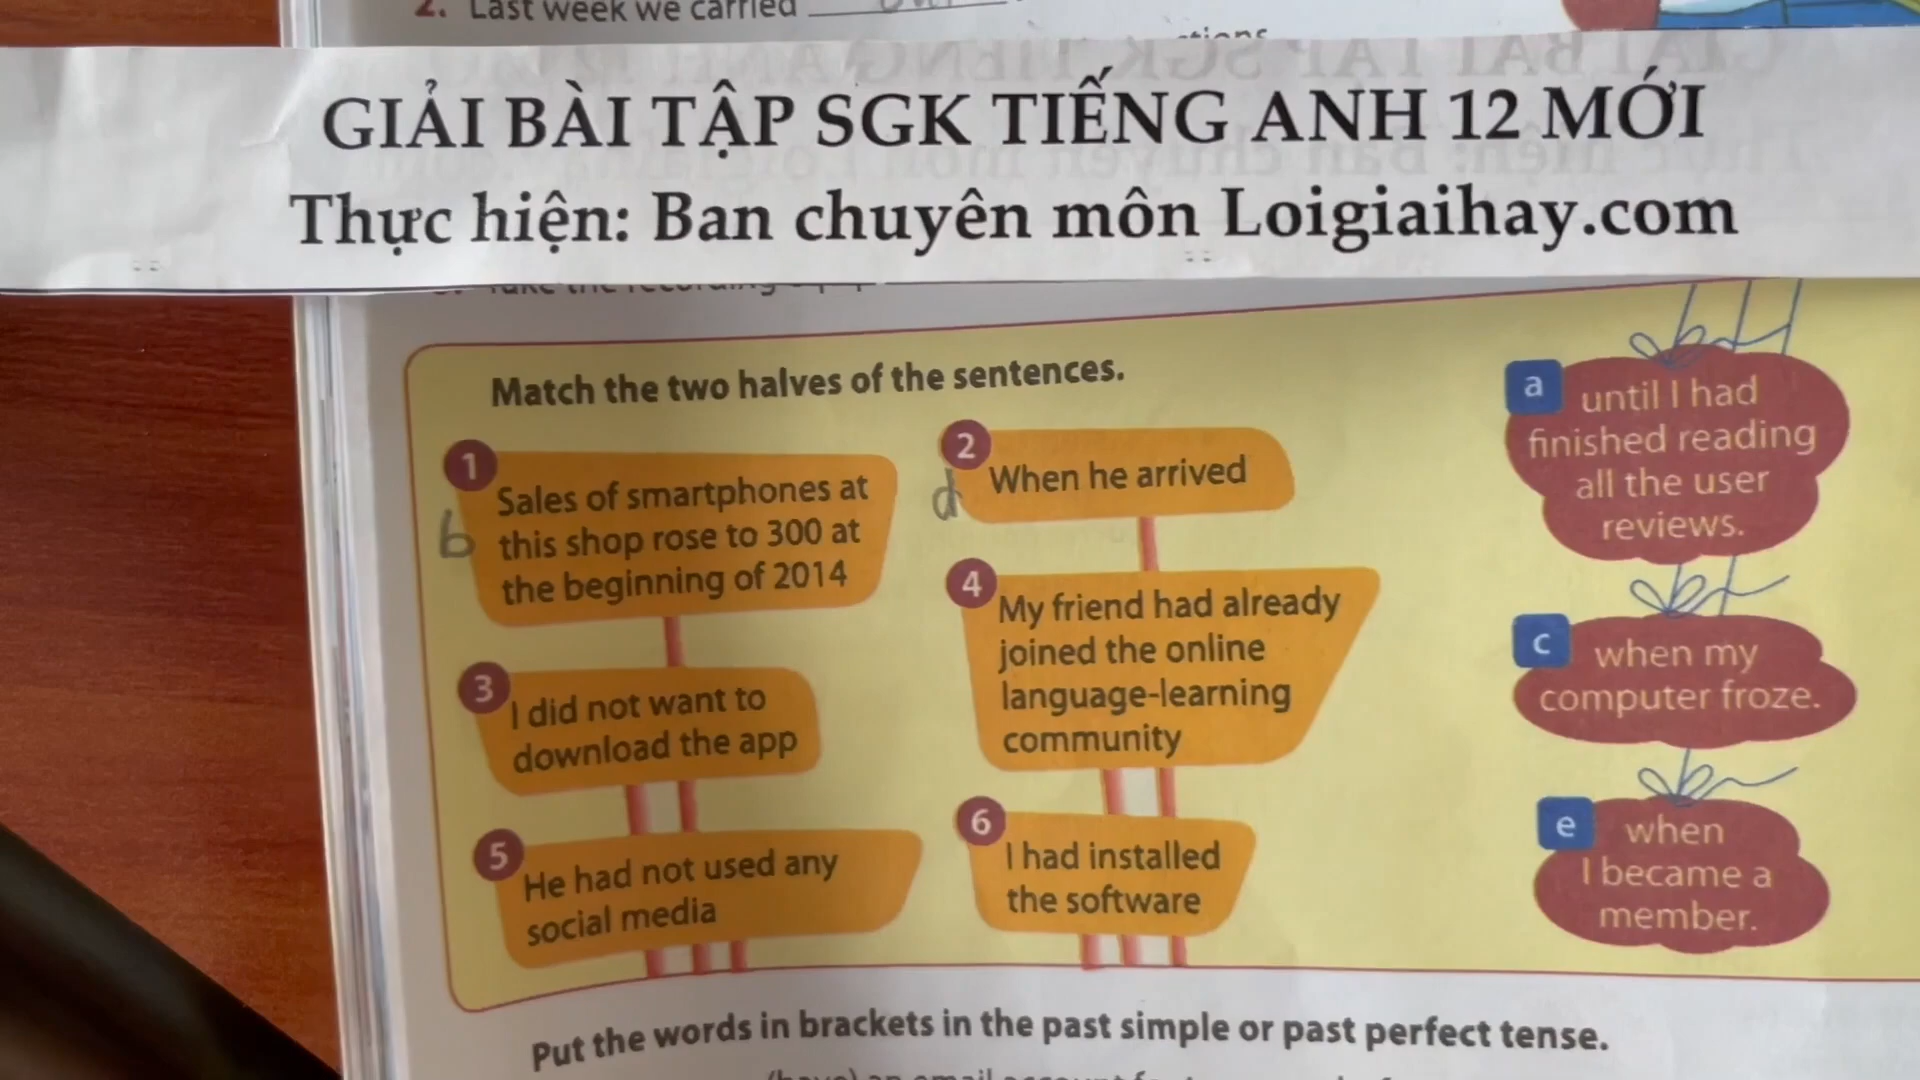 2. Last week we carried
GIẢI BÀI TẬP SGK TIẾNG ANH 12 MỚI
Thực hiện: Ban chuyên môn Loigiaihay.com
Match the two halves of the sentences.
1
Sales of smartphones at
this shop rose to 300 at
the beginning of 2014
b
2
When he arrived
d
3
I did not want to
download the app
4
My friend had already
joined the online
language-learning
community
5
He had not used any
social media
6
I had installed
the software
a
until I had
finished reading
all the user
reviews.
c
when my
computer froze.
e
when
I became a
member.
Put the words in brackets in the past simple or past perfect tense.